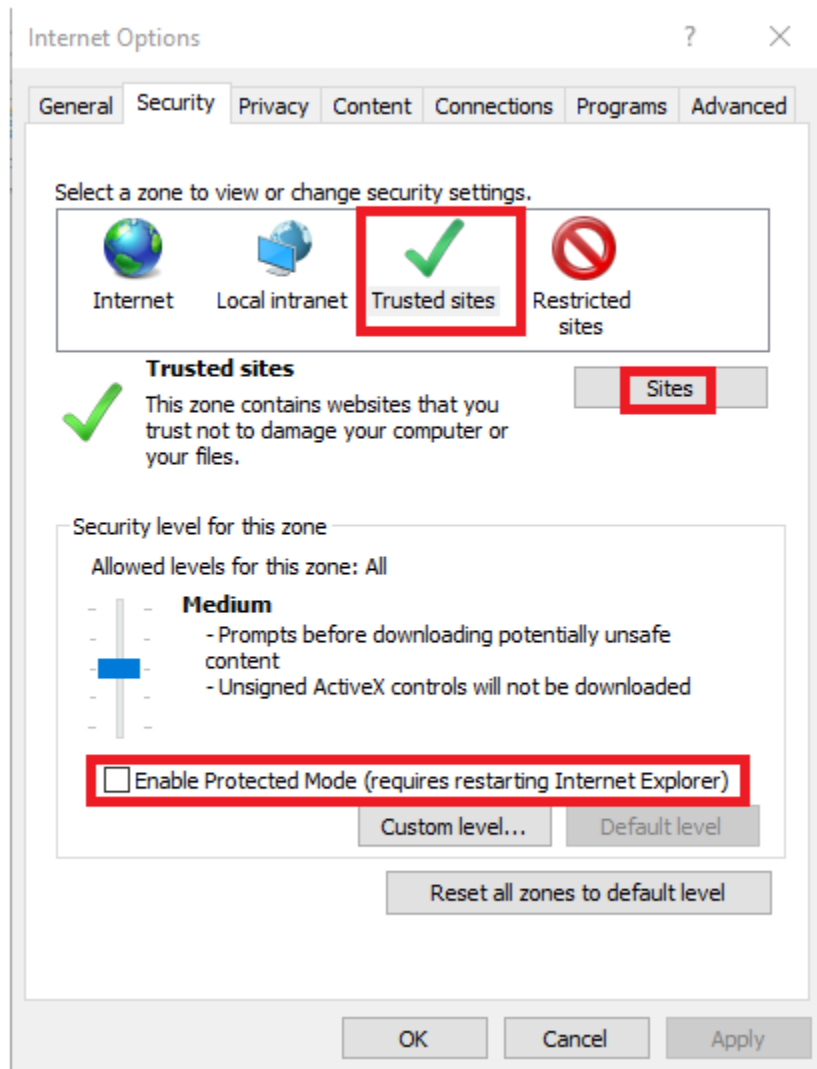 Internet Options ?
General Security Privacy Content Connections Programs Advanced
Select a zone to view or change security settings.
Internet Local intranet Trusted sites Restricted
sites
Trusted sites
Sites
This zone contains websites that you
trust not to damage your computer or
your files.
Security level for this zone
Allowed levels for this zone: All
Medium
- Prompts before downloading potentially unsafe
content
- Unsigned ActiveX controls will not be downloaded
Enable Protected Mode (requires restarting Internet Explorer)
Custom level... Default level
Reset all zones to default level
OK Cancel Apply